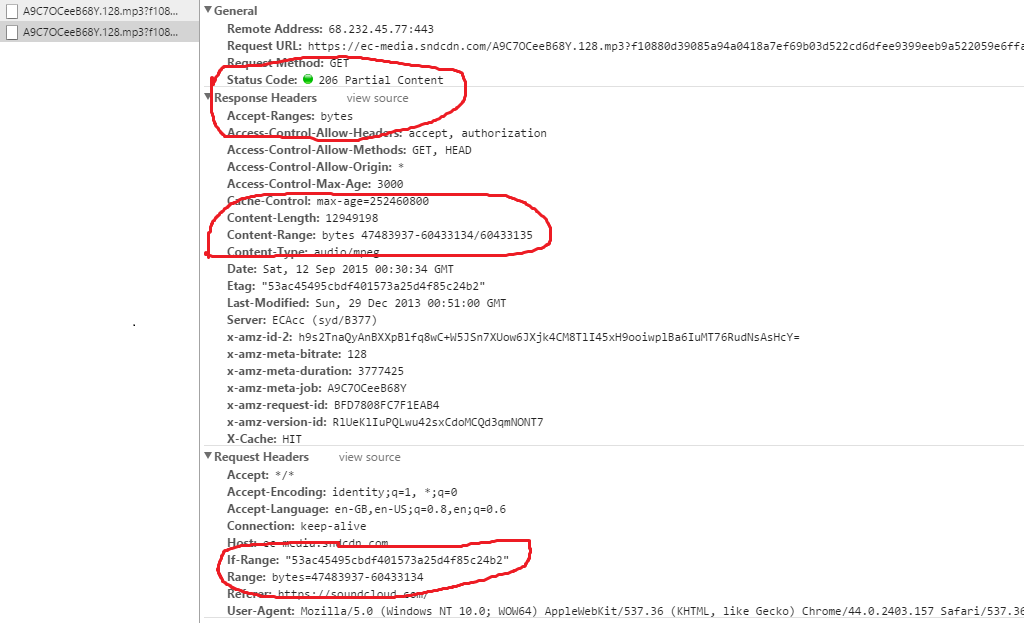 A9C7OCeeB68Y.128.mp3?f108...
A9C7OCeeB68Y.128.mp3?f108...
General
Remote Address: 68.232.45.77:443
Request URL: https://ec-media.sndcdn.com/A9C7OCeeB68Y.128.mp3?f10880d39085a94a0418a7ef69b03d522cd6dfee9399eeb9a522059e6ffa
Request Method: GET
Status Code: 206 Partial Content
Response Headers view source
Accept-Ranges: bytes
Access-Control-Allow-Headers: accept, authorization
Access-Control-Allow-Methods: GET, HEAD
Access-Control-Allow-Origin: *
Access-Control-Max-Age: 3000
Cache-Control: max-age=252460800
Content-Length: 12949198
Content-Range: bytes 47483937-60433134/60433135
Content-Type: audio/mpeg
Date: Sat, 12 Sep 2015 00:30:34 GMT
Etag: "53ac45495cbdf401573a25d4f85c24b2"
Last-Modified: Sun, 29 Dec 2013 00:51:00 GMT
Server: ECAcc (syd/B377)
x-amz-id-2: h9s2TnaQyAnBXXpBlfq8wC+W5JSn7XUow6JXjk4CM8TlI45xH9ooiwplBa6IuMT76RudNsAsHcY=
x-amz-meta-bitrate: 128
x-amz-meta-duration: 3777425
x-amz-meta-job: A9C7OCeeB68Y
x-amz-request-id: BFD7808FC7F1EAB4
x-amz-version-id: RlUeKlIuPQLwu42sxCdoMCQd3qmNONT7
X-Cache: HIT
Request Headers view source
Accept: */*
Accept-Encoding: identity;q=1, *;q=0
Accept-Language: en-GB,en-US;q=0.8,en;q=0.6
Connection: keep-alive
Host: ec-media.sndcdn.com
If-Range: "53ac45495cbdf401573a25d4f85c24b2"
Range: bytes=47483937-60433134
Referer: https://soundcloud.com/
User-Agent: Mozilla/5.0 (Windows NT 10.0; WOW64) AppleWebKit/537.36 (KHTML, like Gecko) Chrome/44.0.2403.157 Safari/537.36